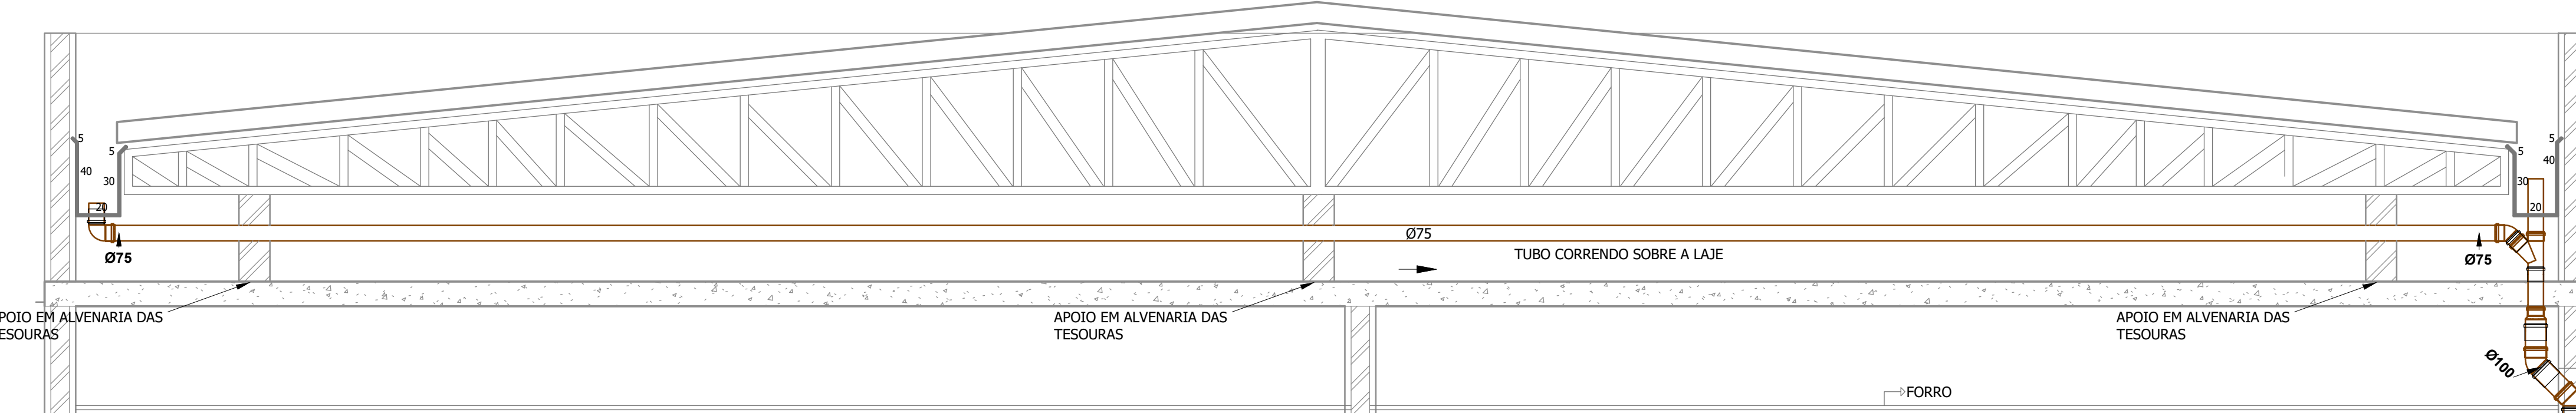 5
5
40
30
20
Ø75
Ø75
TUBO CORRENDO SOBRE A LAJE
5
5
40
30
20
Ø75
POIO EM ALVENARIA DAS
ESOURAS
APOIO EM ALVENARIA DAS
TESOURAS
APOIO EM ALVENARIA DAS
TESOURAS
Ø100
FORRO